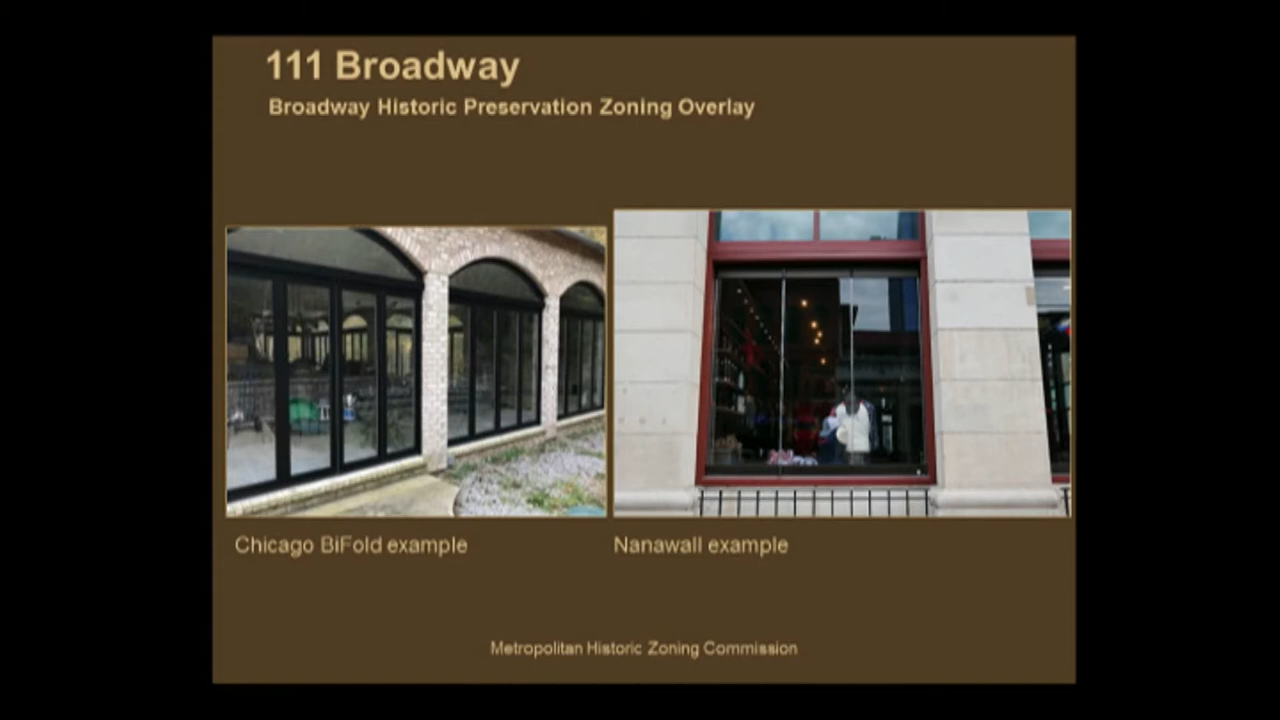 111 Broadway
Broadway Historic Preservation Zoning Overlay
Chicago BiFold example
Nanawall example
Metropolitan Historic Zoning Commission